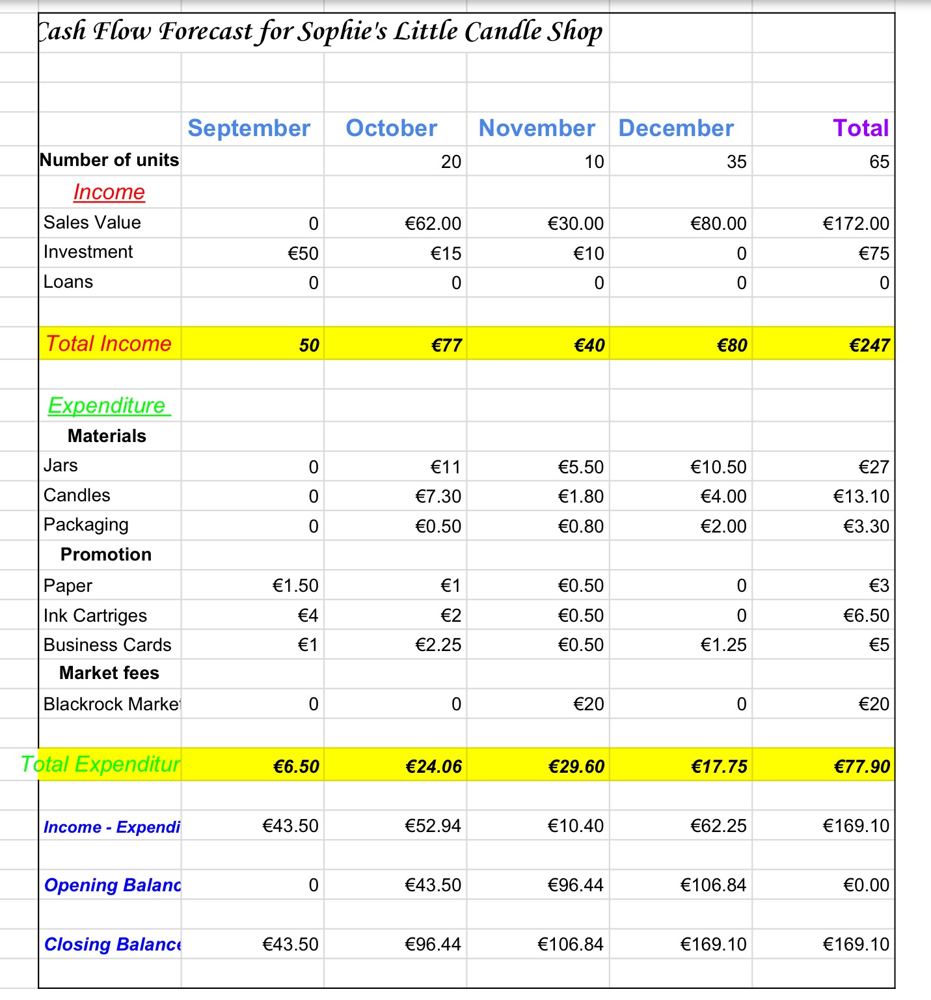 Cash Flow Forecast for Sophie's Little Candle Shop
September October November December Total
Number of units 20 10 35 65
Income
Sales Value 0 €62.00 €30.00 €80.00 €172.00
Investment €50 €15 €10 0 €75
Loans 0 0 0 0 0
Total Income 50 €77 €40 €80 €247
Expenditure
Materials
Jars 0 €11 €5.50 €10.50 €27
Candles 0 €7.30 €1.80 €4.00 €13.10
Packaging 0 €0.50 €0.80 €2.00 €3.30
Promotion
Paper €1.50 €1 €0.50 0 €3
Ink Cartriges €4 €2 €0.50 0 €6.50
Business Cards €1 €2.25 €0.50 €1.25 €5
Market fees
Blackrock Market 0 0 €20 0 €20
Total Expenditur €6.50 €24.06 €29.60 €17.75 €77.90
Income - Expendi €43.50 €52.94 €10.40 €62.25 €169.10
Opening Balanc 0 €43.50 €96.44 €106.84 €0.00
Closing Balance €43.50 €96.44 €106.84 €169.10 €169.10